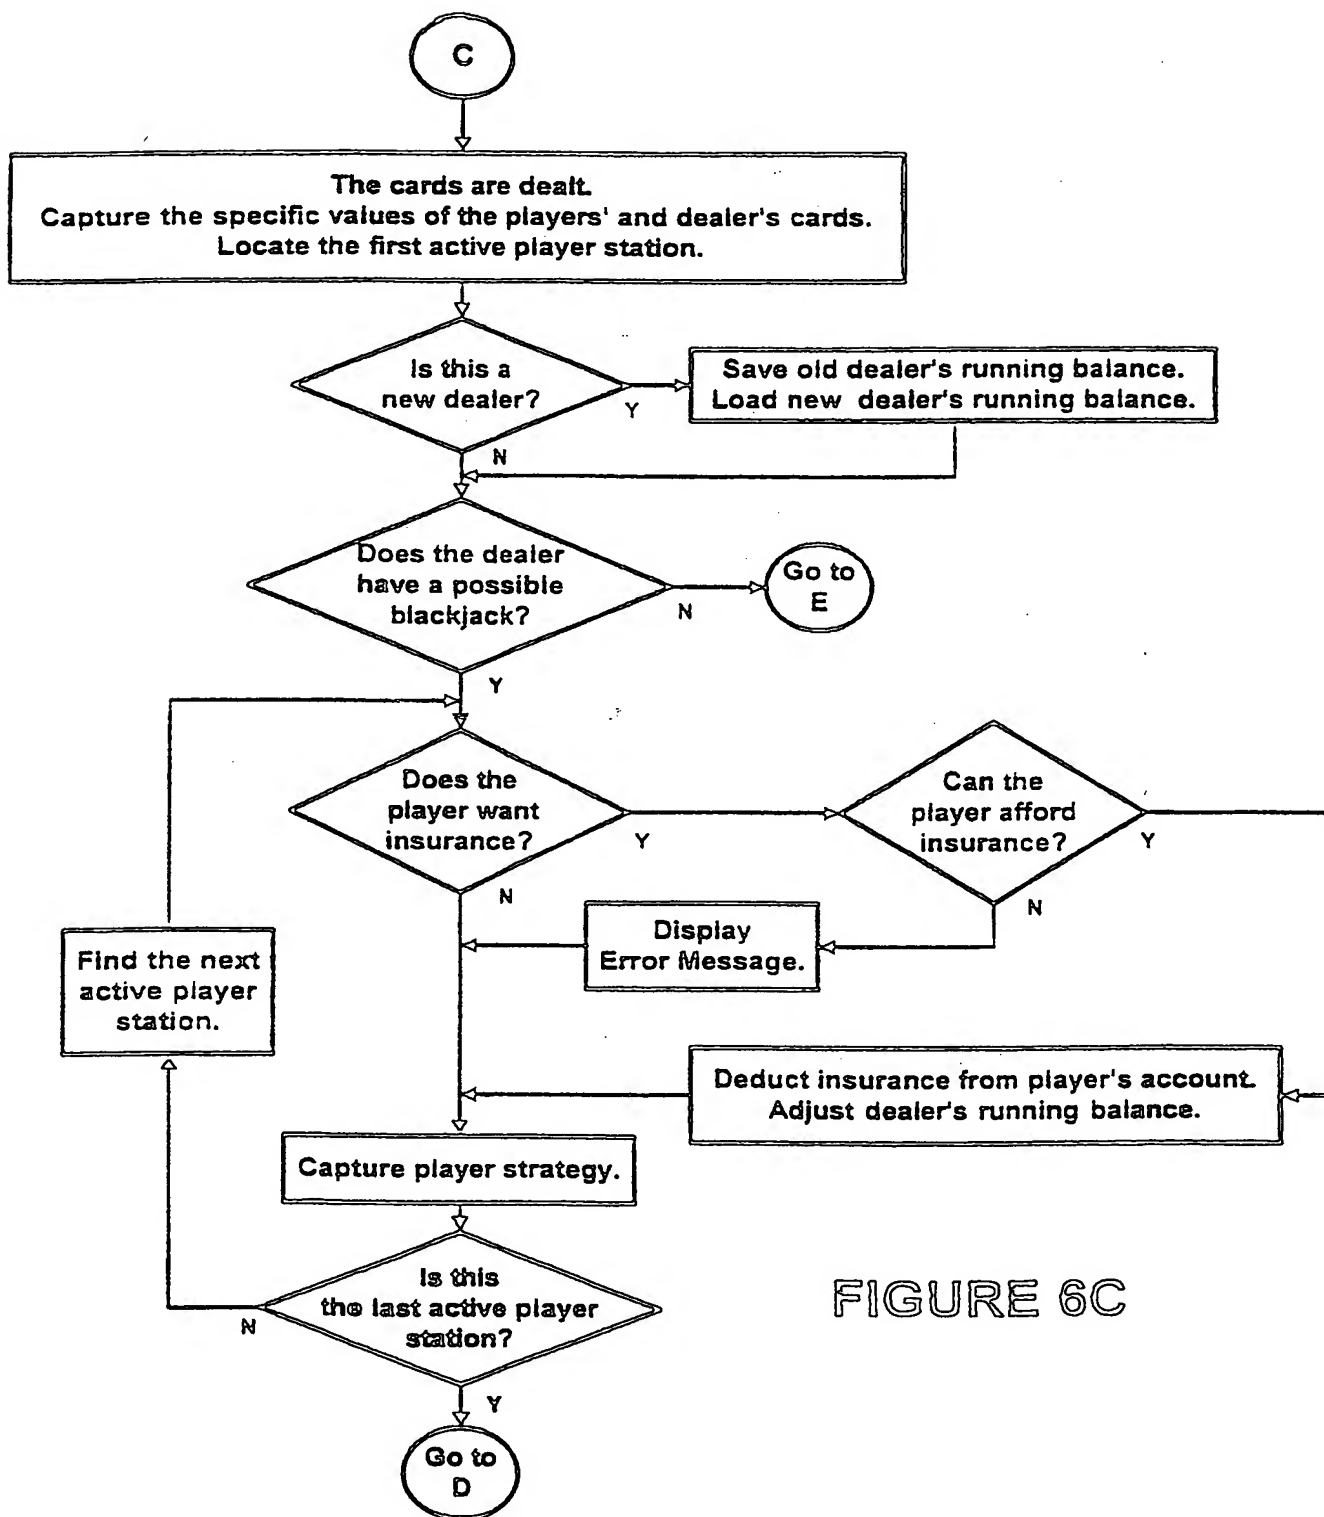 C
The cards are dealt.
Capture the specific values of the players' and dealer's cards.
Locate the first active player station.
Is this a
new dealer?
Y
N
Save old dealer's running balance.
Load new dealer's running balance.
Does the dealer
have a possible
blackjack?
N
Y
Go to
E
Does the
player want
insurance?
Y
N
Can the
player afford
insurance?
Y
N
Display
Error Message.
Find the next
active player
station.
Deduct insurance from player's account.
Adjust dealer's running balance.
Capture player strategy.
Is this
the last active player
station?
N
Y
Go to
D
FIGURE 6C